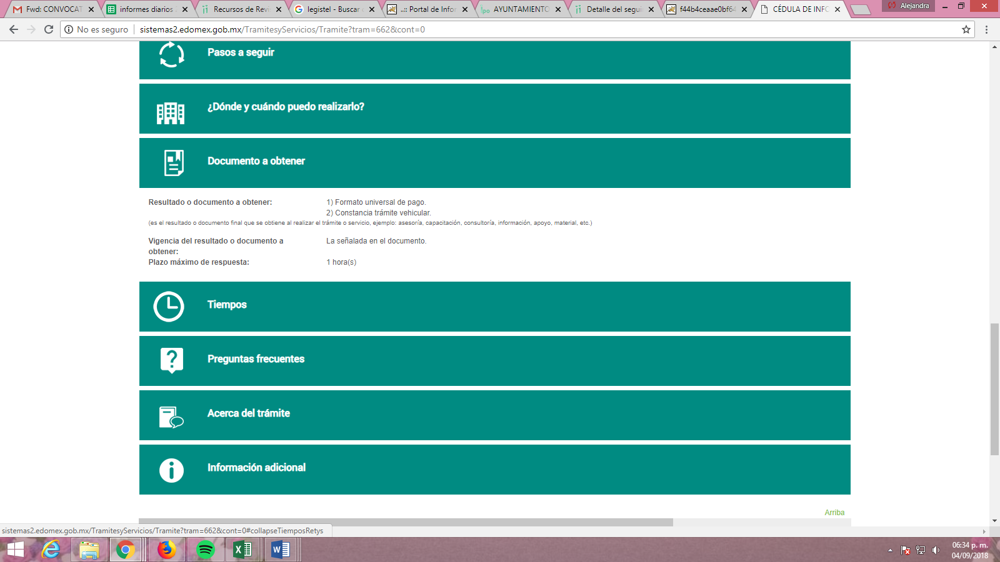 Fwd: CONVOCAT
informes diarios
Recursos de Revi
legistel - Buscar
..:: Portal de Infor
AYUNTAMIENTO
Detalle del segui
f44b4ceaae0bf64
CÉDULA DE INFO
Alejandra
No es seguro
sistemas2.edomex.gob.mx/TramitesyServicios/Tramite?tram=662&cont=0
Pasos a seguir
¿Dónde y cuándo puedo realizarlo?
Documento a obtener
Resultado o documento a obtener: 1) Formato universal de pago.
2) Constancia trámite vehicular.
(es el resultado o documento final que se obtiene al realizar el trámite o servicio, ejemplo: asesoría, capacitación, consultoría, información, apoyo, material, etc.)
Vigencia del resultado o documento a La señalada en el documento.
obtener:
Plazo máximo de respuesta: 1 hora(s)
Tiempos
Preguntas frecuentes
Acerca del trámite
Información adicional
Arriba
sistemas2.edomex.gob.mx/TramitesyServicios/Tramite?tram=662&cont=0#collapseTiemposRetys
06:34 p. m.
04/09/2018